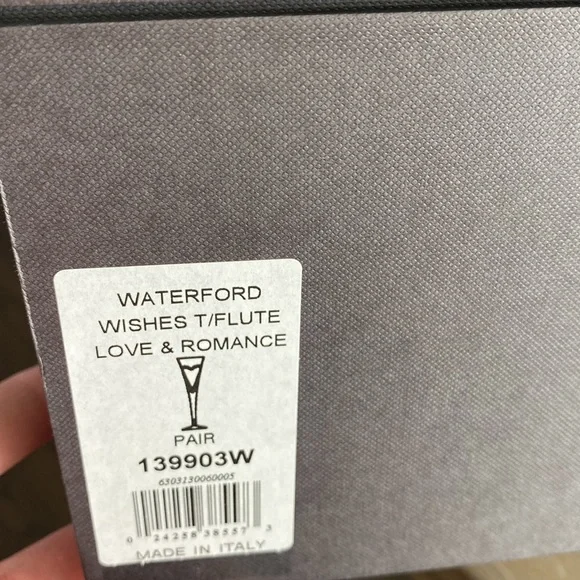 WATERFORD
WISHES T/FLUTE
LOVE & ROMANCE
PAIR
139903W
6303130060005
0 24258 38557 3
MADE IN ITALY